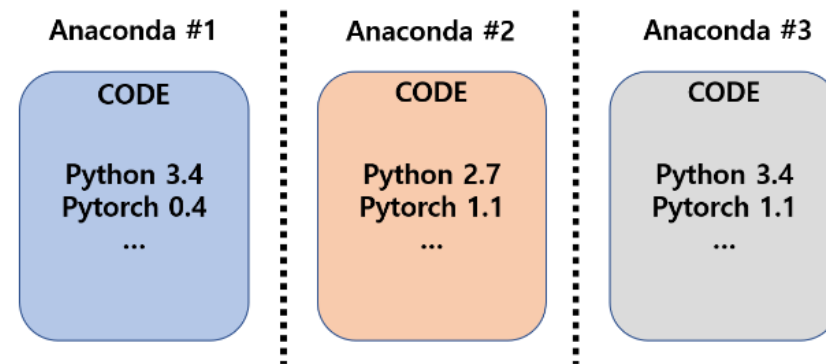 Anaconda #1
CODE
Python 3.4
Pytorch 0.4
...
Anaconda #2
CODE
Python 2.7
Pytorch 1.1
...
Anaconda #3
CODE
Python 3.4
Pytorch 1.1
...